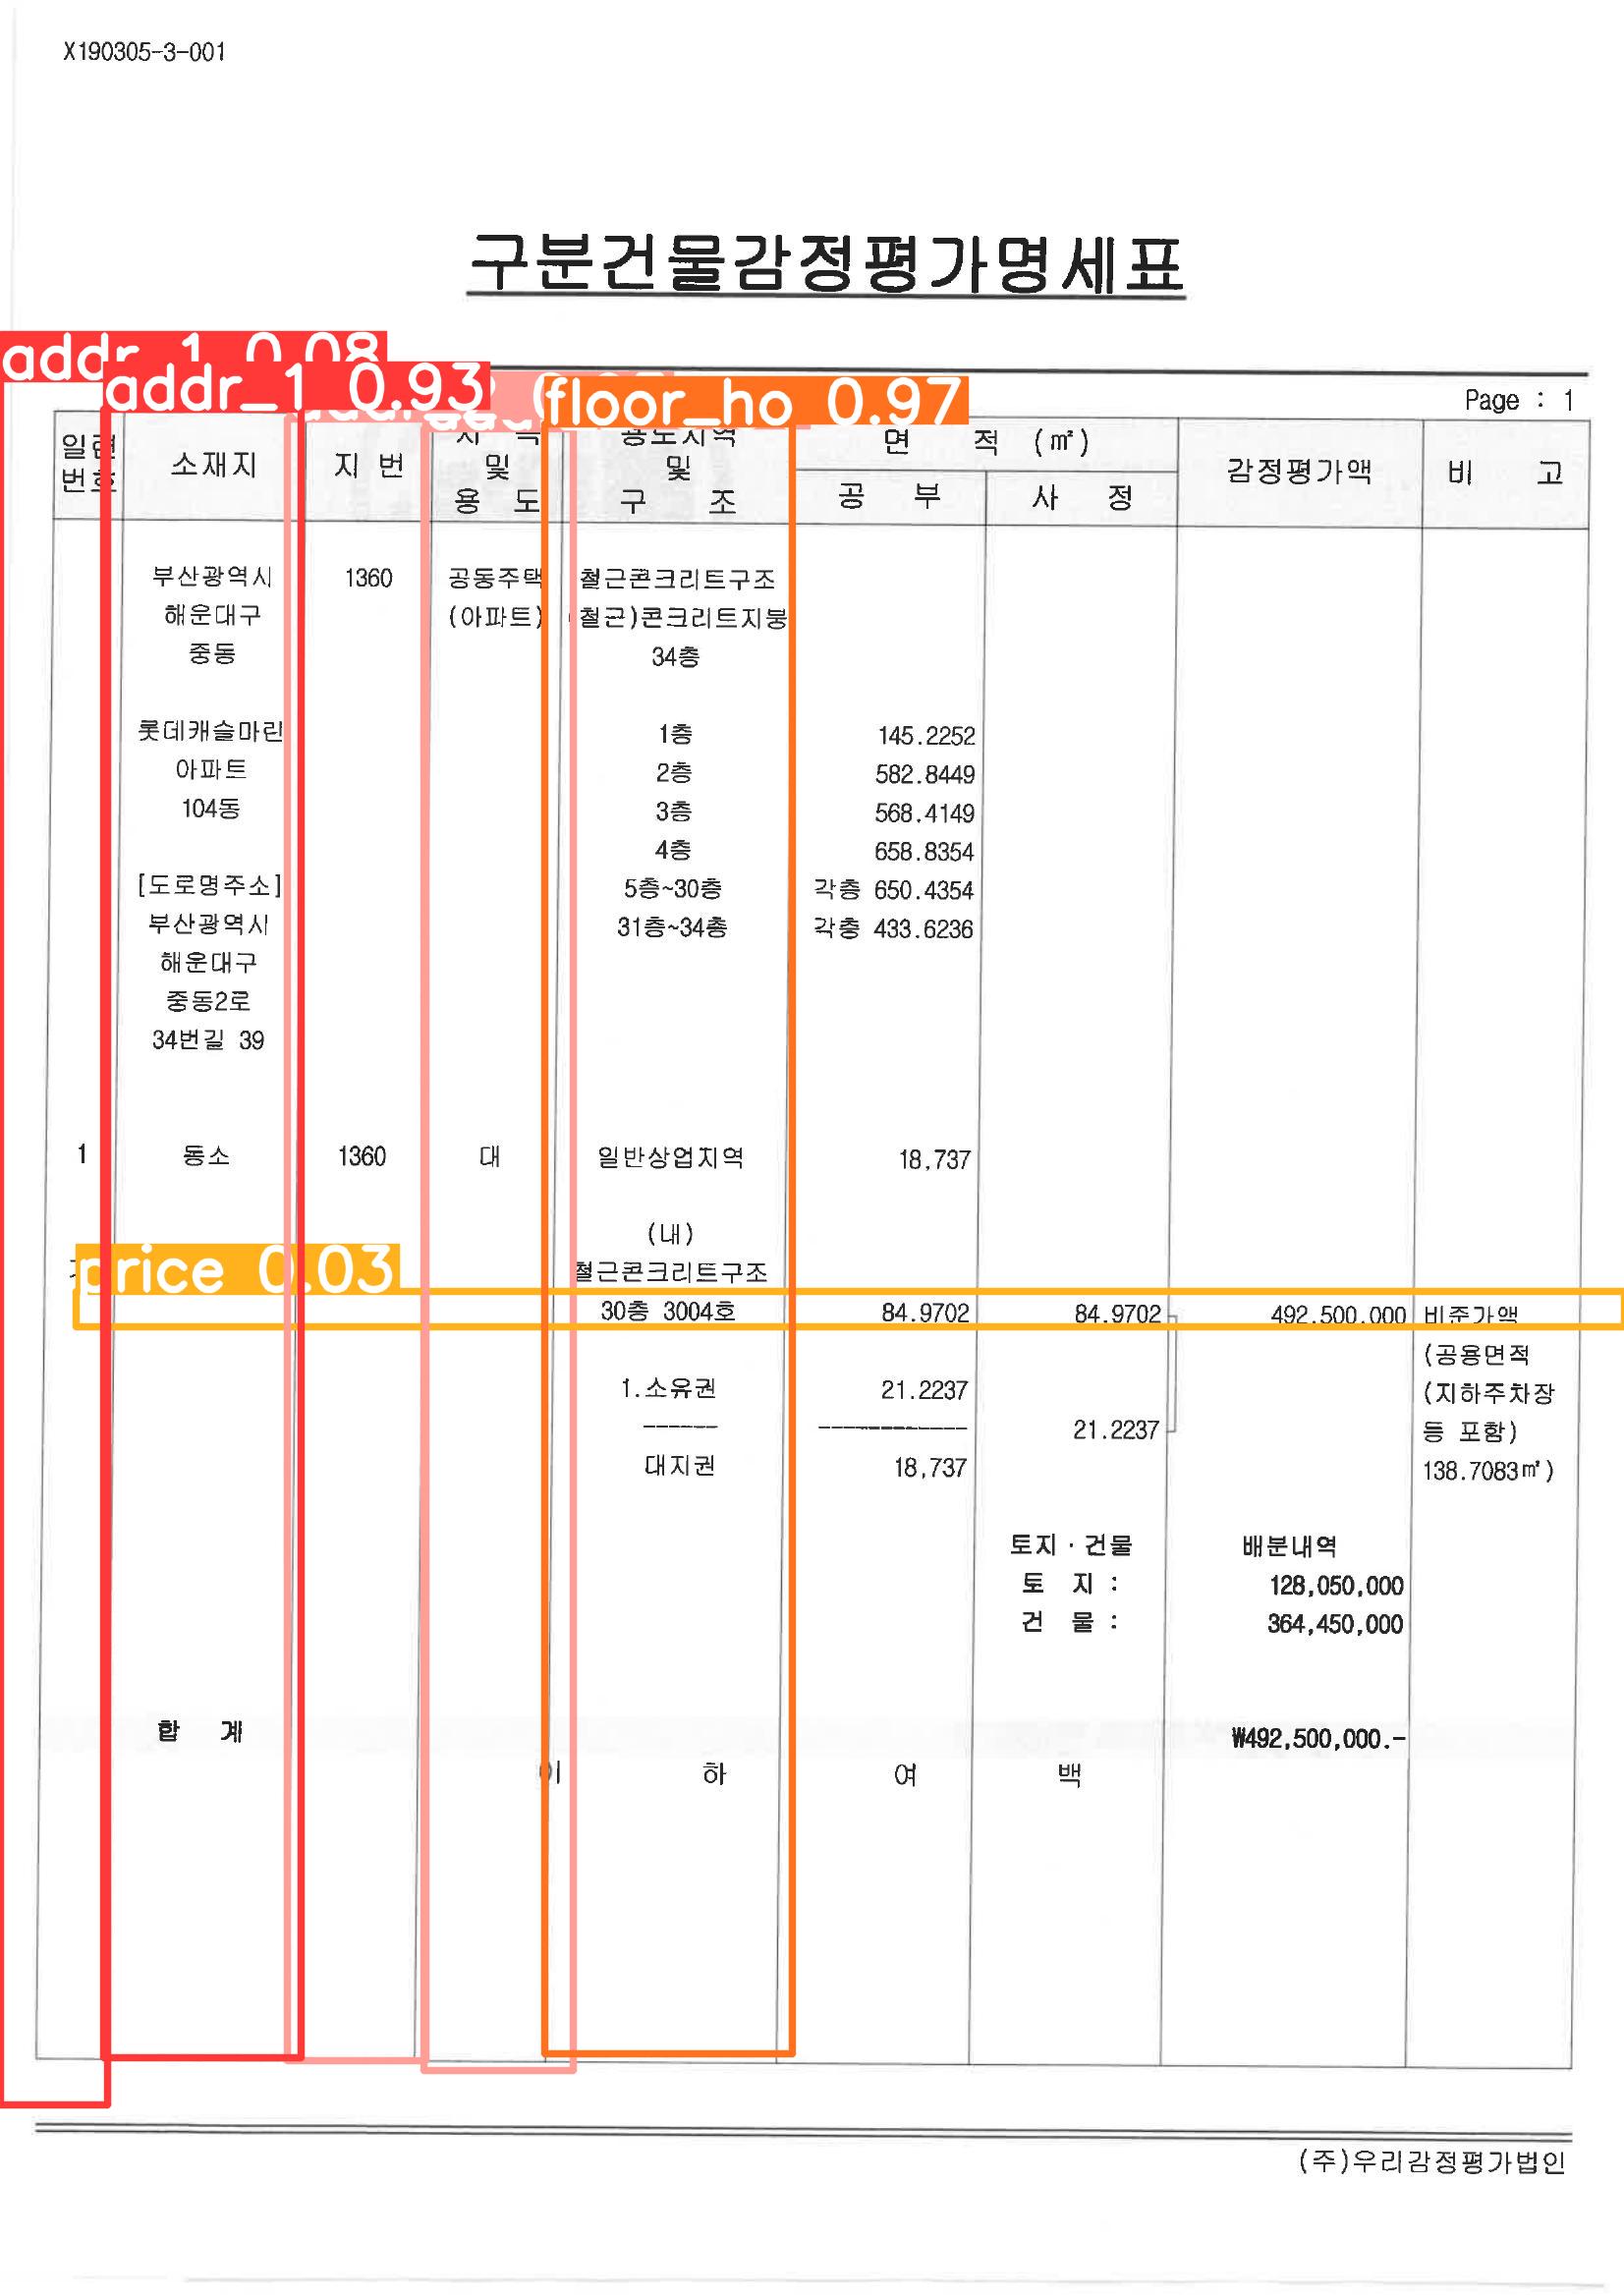 X190305-3-001
구분건물감정평가명세표
addr_1 0.08
addr_1 0.93
floor_ho 0.97
Page : 1
일련번호 소재지 지 번 및 용 도 용도지역 및 구 조 면 적 (㎡) 공 부 사 정 감정평가액 비 고
부산광역시 1360 공동주택 철근콘크리트구조
해운대구 (아파트) (철근)콘크리트지붕
중동 34층
롯데캐슬마린 1층 145.2252
아파트 2층 582.8449
104동 3층 568.4149
4층 658.8354
[도로명주소] 5층~30층 각층 650.4354
부산광역시 31층~34층 각층 433.6236
해운대구
중동2로
34번길 39
1 동소 1360 대 일반상업지역 18,737
(내)
price 0.03 철근콘크리트구조
30층 3004호 84.9702 84.9702 492,500,000 비준가액
(공용면적
1.소유권 21.2237 (지하주차장
------ ------------ 21.2237 등 포함)
대지권 18,737 138.7083㎡)
토지·건물 배분내역
토 지 : 128,050,000
건 물 : 364,450,000
합 계 ₩492,500,000.-
이 하 여 백
(주)우리감정평가법인